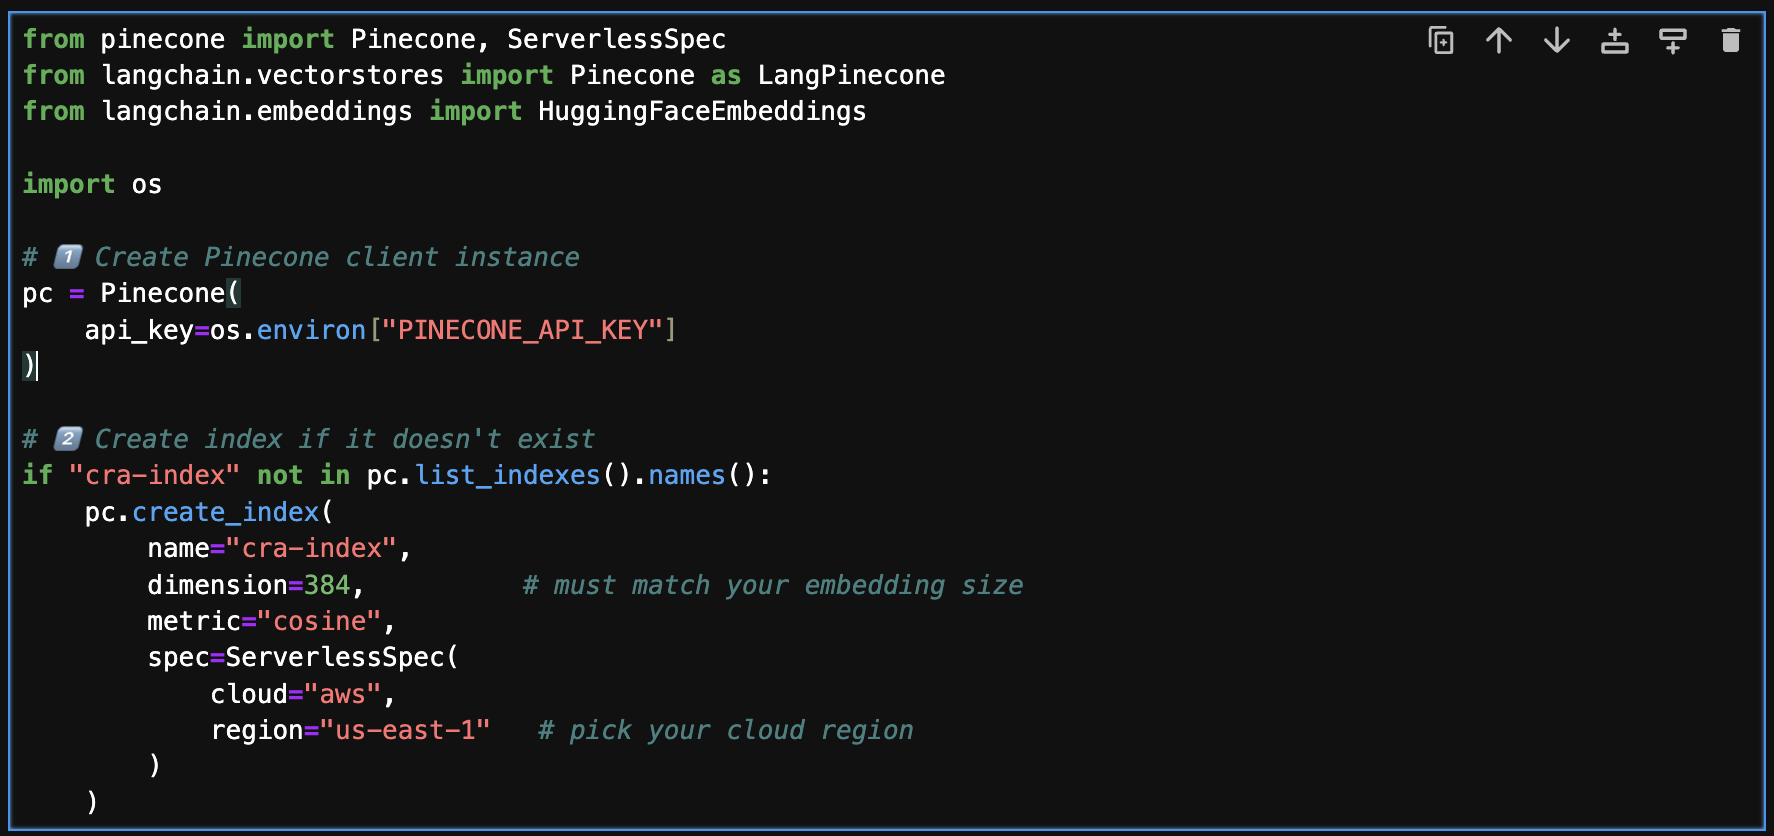 from pinecone import Pinecone, ServerlessSpec
from langchain.vectorstores import Pinecone as LangPinecone
from langchain.embeddings import HuggingFaceEmbeddings
import os
# 1️⃣ Create Pinecone client instance
pc = Pinecone(
    api_key=os.environ["PINECONE_API_KEY"]
)
# 2️⃣ Create index if it doesn't exist
if "cra-index" not in pc.list_indexes().names():
    pc.create_index(
        name="cra-index",
        dimension=384,          # must match your embedding size
        metric="cosine",
        spec=ServerlessSpec(
            cloud="aws",
            region="us-east-1"   # pick your cloud region
        )
    )